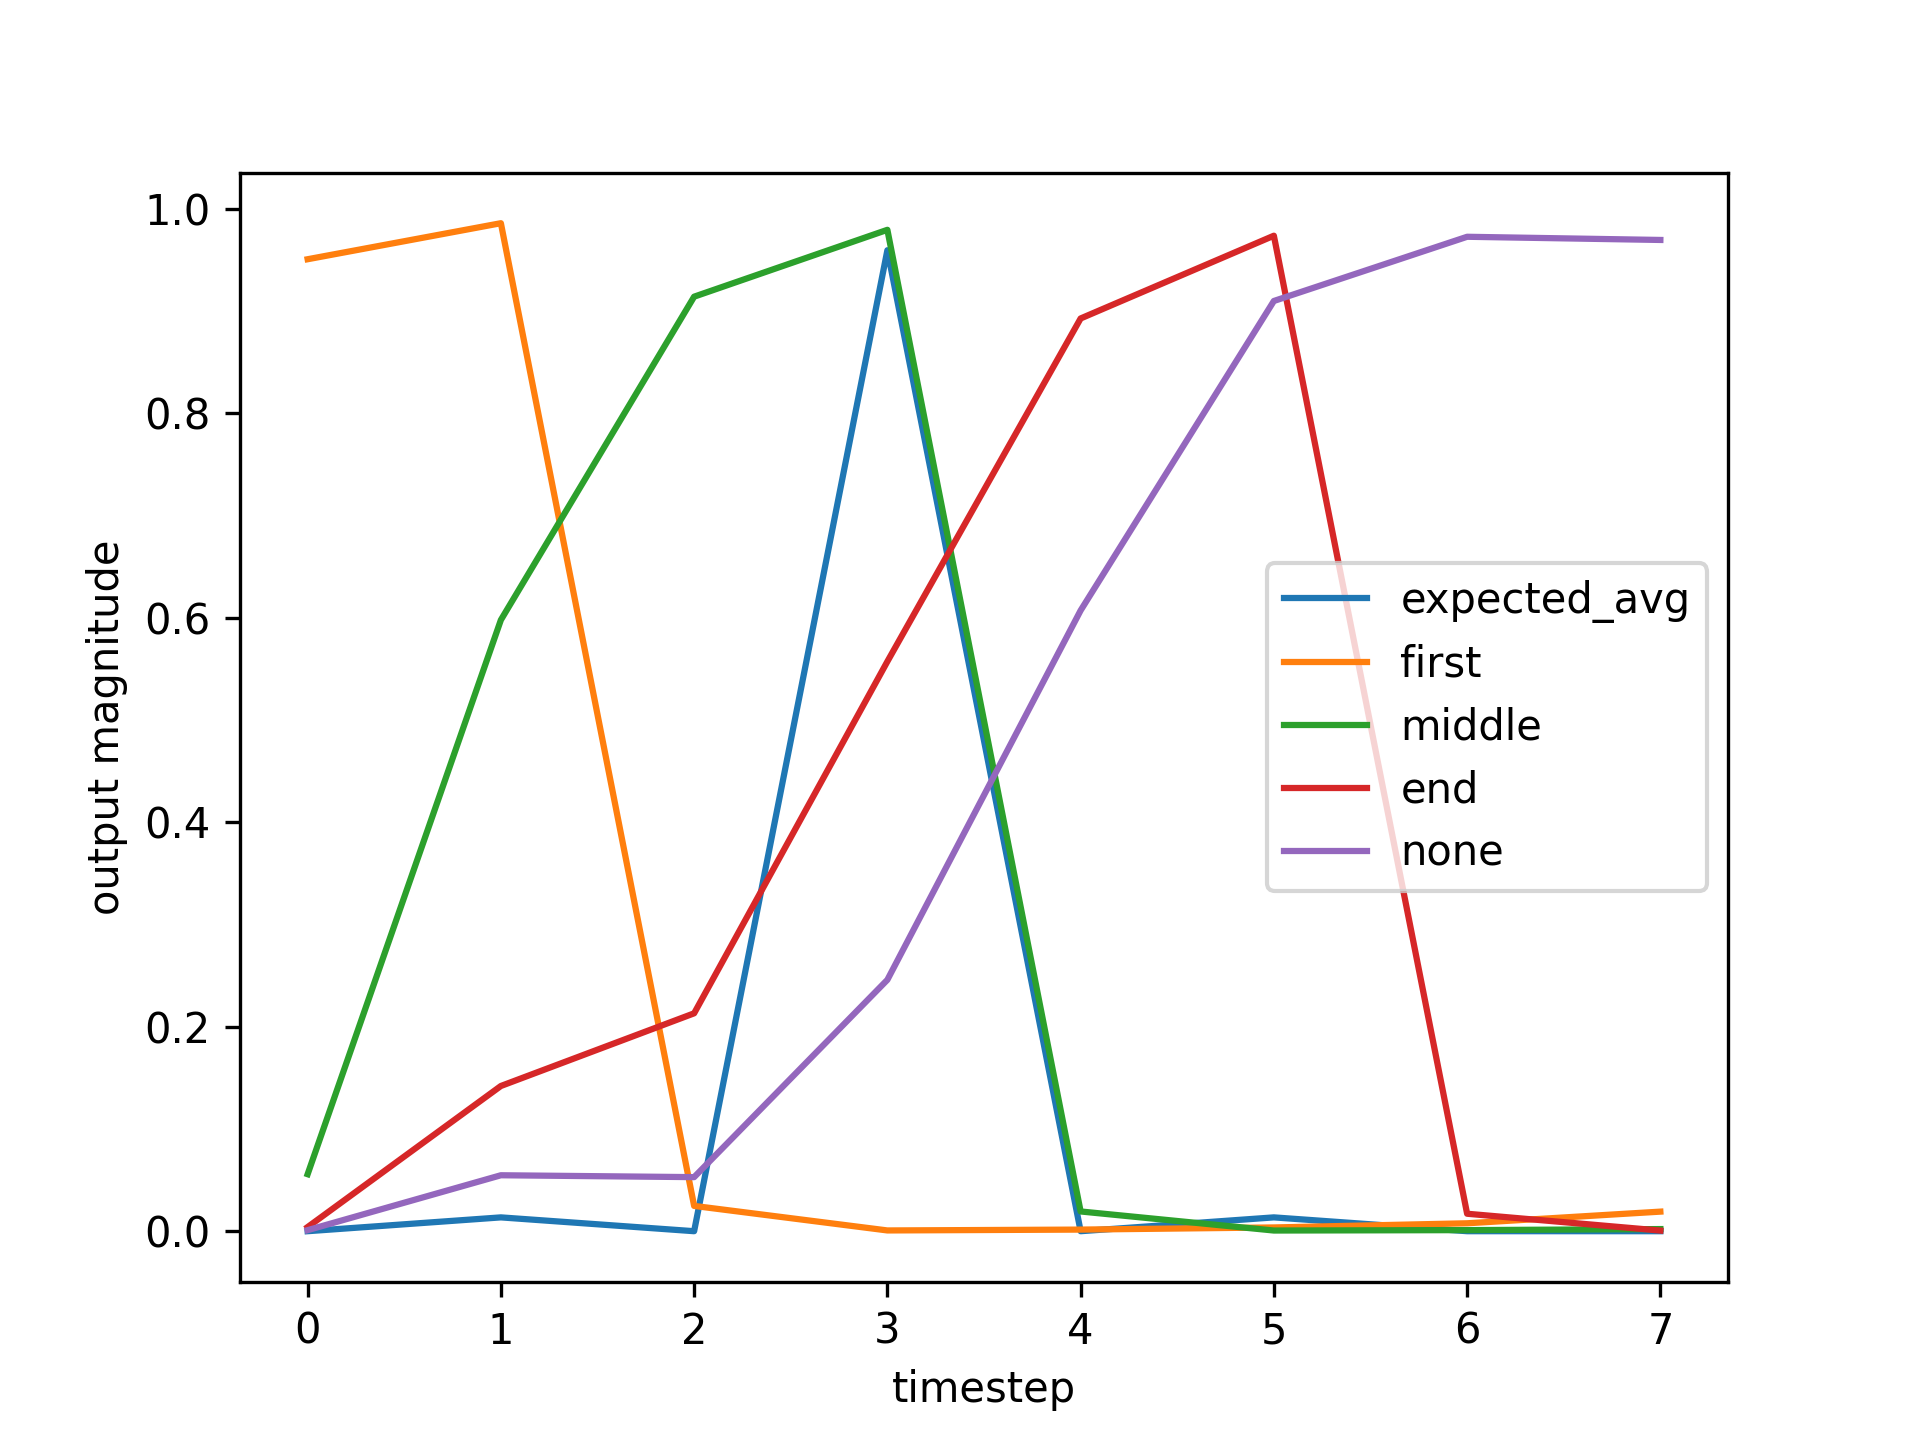 1.0
0.8
0.6
0.4
0.2
0.0
output magnitude
expected_avg
first
middle
end
none
0 1 2 3 4 5 6 7
timestep